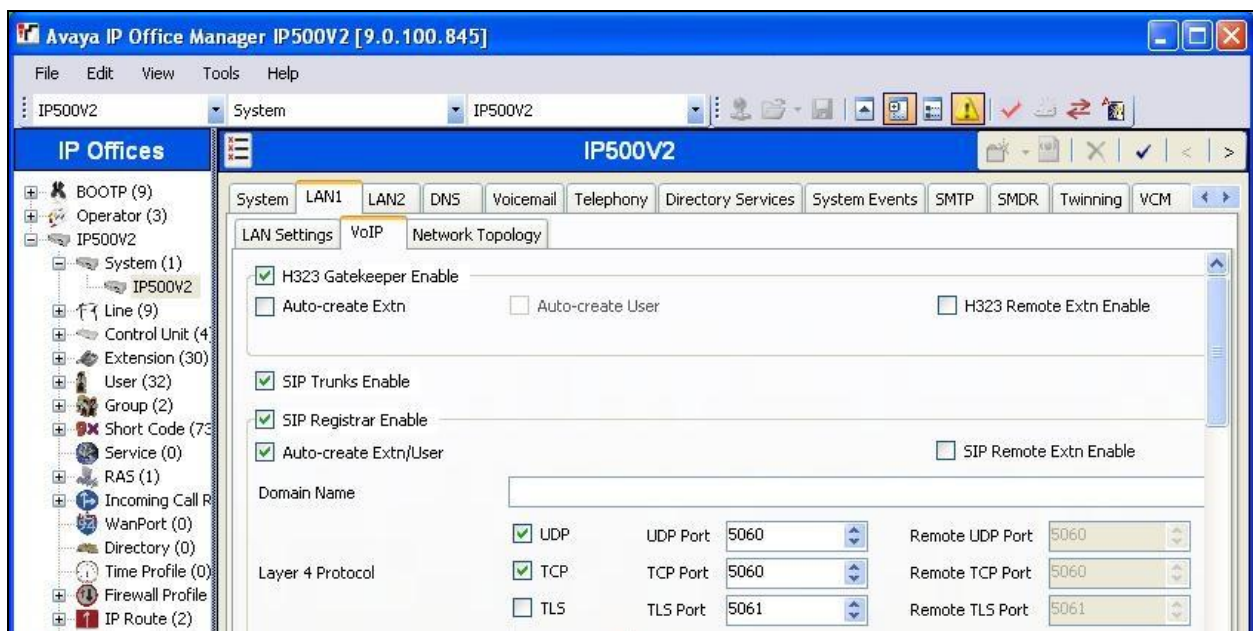 Avaya IP Office Manager IP500V2 [9.0.100.845]
File Edit View Tools Help
IP500V2 System IP500V2
IP Offices
BOOTP (9)
Operator (3)
IP500V2
System (1)
IP500V2
Line (9)
Control Unit (4
Extension (30)
User (32)
Group (2)
Short Code (73
Service (0)
RAS (1)
Incoming Call R
WanPort (0)
Directory (0)
Time Profile (0)
Firewall Profile
IP Route (2)
IP500V2
System LAN1 LAN2 DNS Voicemail Telephony Directory Services System Events SMTP SMDR Twinning VCM
LAN Settings VoIP Network Topology
H323 Gatekeeper Enable
Auto-create Extn Auto-create User H323 Remote Extn Enable
SIP Trunks Enable
SIP Registrar Enable
Auto-create Extn/User SIP Remote Extn Enable
Domain Name
UDP UDP Port 5060 Remote UDP Port 5060
Layer 4 Protocol TCP TCP Port 5060 Remote TCP Port 5060
TLS TLS Port 5061 Remote TLS Port 5061